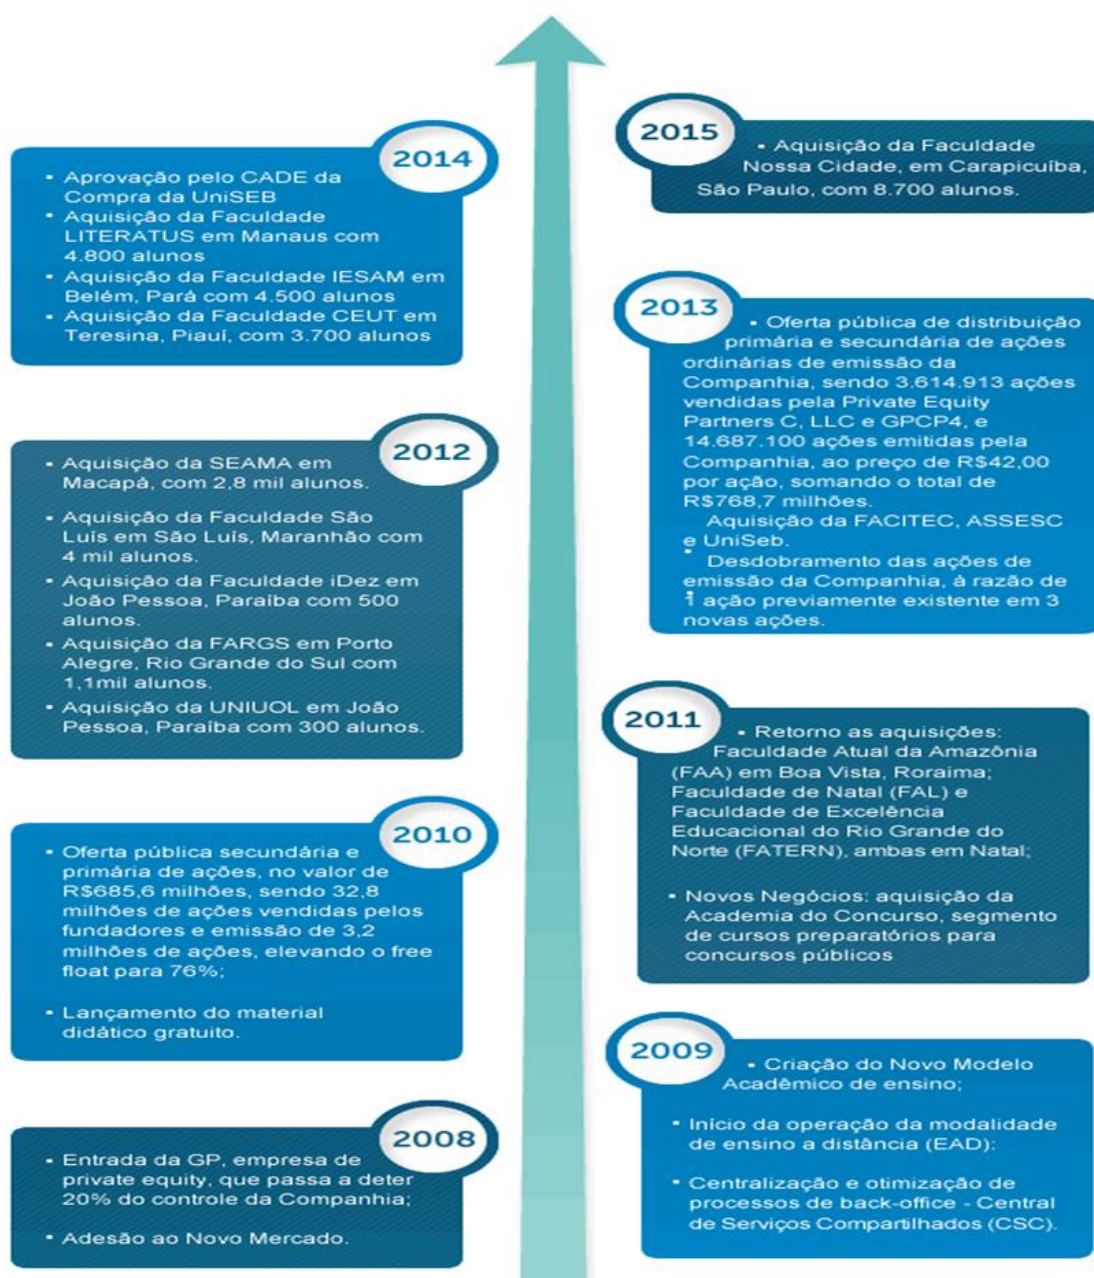 2015
▪ Aquisição da Faculdade
Nossa Cidade, em Carapicuíba,
São Paulo, com 8.700 alunos.
2014
▪ Aprovação pelo CADE da
Compra da UniSEB
▪ Aquisição da Faculdade
LITERATUS em Manaus com
4.800 alunos
▪ Aquisição da Faculdade IESAM em
Belém, Pará com 4.500 alunos
▪ Aquisição da Faculdade CEUT em
Teresina, Piauí, com 3.700 alunos
2013
▪ Oferta pública de distribuição
primária e secundária de ações
ordinárias de emissão da
Companhia, sendo 3.614.913 ações
vendidas pela Private Equity
Partners C, LLC e GPCP4, e
14.687.100 ações emitidas pela
Companhia, ao preço de R$42,00
por ação, somando o total de
R$768,7 milhões.
Aquisição da FACITEC, ASSESC
e UniSeb.
▪ Desdobramento das ações de
emissão da Companhia, à razão de
▪ 1 ação previamente existente em 3
novas ações.
2012
▪ Aquisição da SEAMA em
Macapá, com 2,8 mil alunos.
▪ Aquisição da Faculdade São
Luís em São Luís, Maranhão com
4 mil alunos.
▪ Aquisição da Faculdade iDez em
João Pessoa, Paraíba com 500
alunos.
▪ Aquisição da FARGS em Porto
Alegre, Rio Grande do Sul com
1,1mil alunos.
▪ Aquisição da UNIUOL em João
Pessoa, Paraíba com 300 alunos.
2011
▪ Retorno as aquisições:
Faculdade Atual da Amazônia
(FAA) em Boa Vista, Roraima;
Faculdade de Natal (FAL) e
Faculdade de Excelência
Educacional do Rio Grande do
Norte (FATERN), ambas em Natal;
▪ Novos Negócios: aquisição da
Academia do Concurso, segmento
de cursos preparatórios para
concursos públicos
2010
▪ Oferta pública secundária e
primária de ações, no valor de
R$685,6 milhões, sendo 32,8
milhões de ações vendidas pelos
fundadores e emissão de 3,2
milhões de ações, elevando o free
float para 76%;
▪ Lançamento do material
didático gratuito.
2009
▪ Criação do Novo Modelo
Acadêmico de ensino;
▪ Início da operação da modalidade
de ensino a distância (EAD);
▪ Centralização e otimização de
processos de back-office - Central
de Serviços Compartilhados (CSC).
2008
▪ Entrada da GP, empresa de
private equity, que passa a deter
20% do controle da Companhia;
▪ Adesão ao Novo Mercado.